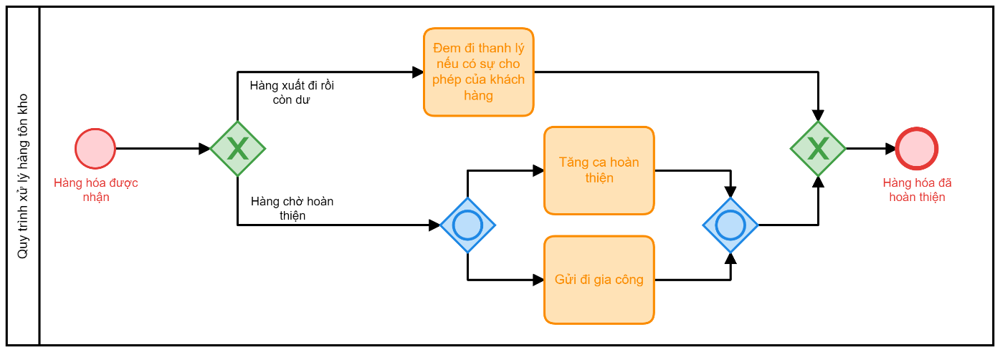 Quy trình xử lý hàng tồn kho
Hàng hóa được
nhận
Hàng xuất đi rồi
còn dư
Hàng chờ hoàn
thiện
Đem đi thanh lý
nếu có sự cho
phép của khách
hàng
Tăng ca hoàn
thiện
Gửi đi gia công
Hàng hóa đã
hoàn thiện